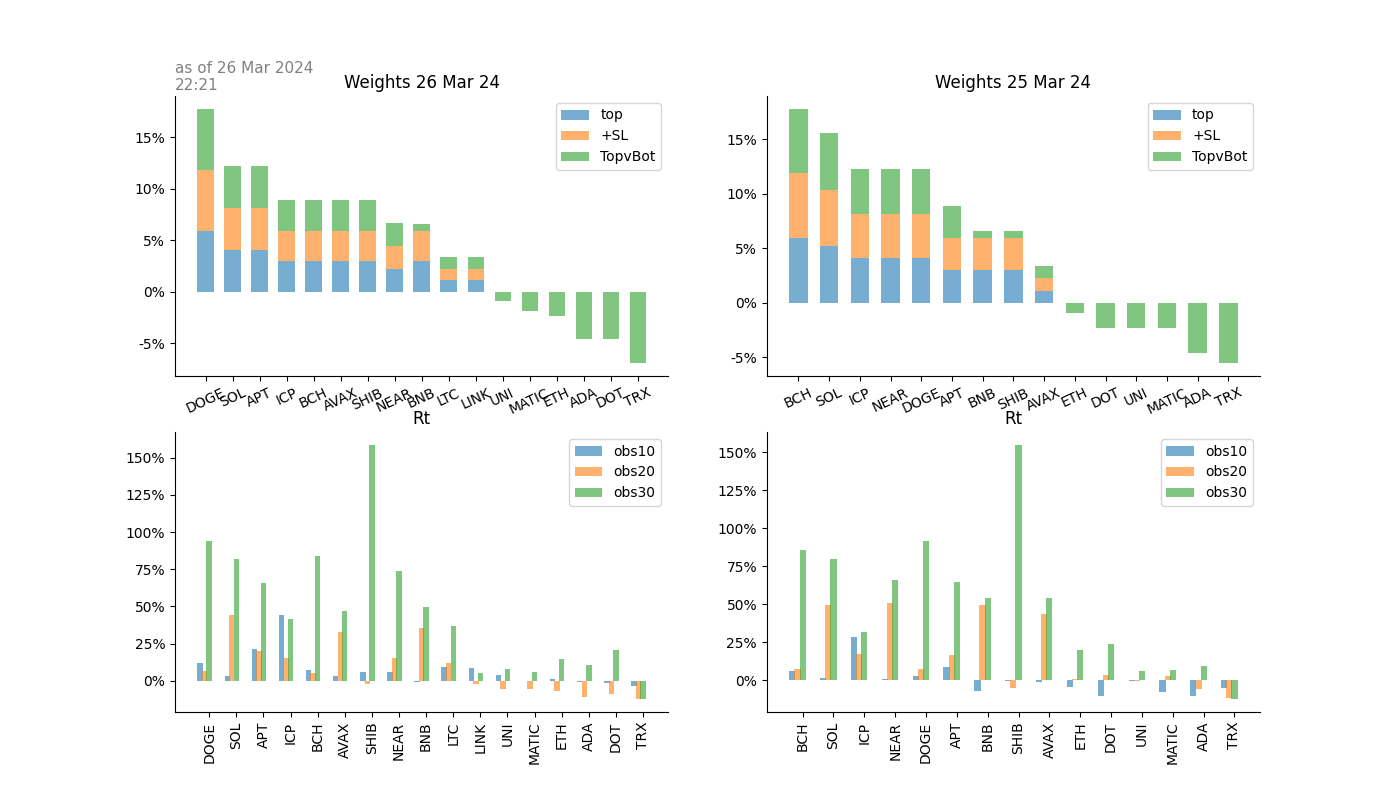 as of 26 Mar 2024
22:21
Weights 26 Mar 24
15%
10%
5%
0%
-5%
top
+SL
TopvBot
DOGE SOL APT ICP BCH AVAX SHIB NEAR BNB LTC LINK UNI MATIC ETH ADA DOT TRX
Weights 25 Mar 24
15%
10%
5%
0%
-5%
top
+SL
TopvBot
BCH SOL ICP NEAR DOGE APT BNB SHIB AVAX ETH DOT UNI MATIC ADA TRX
Rt
150%
125%
100%
75%
50%
25%
0%
obs10
obs20
obs30
DOGE SOL APT ICP BCH AVAX SHIB NEAR BNB LTC LINK UNI MATIC ETH ADA DOT TRX
Rt
150%
125%
100%
75%
50%
25%
0%
obs10
obs20
obs30
BCH SOL ICP NEAR DOGE APT BNB SHIB AVAX ETH DOT UNI MATIC ADA TRX